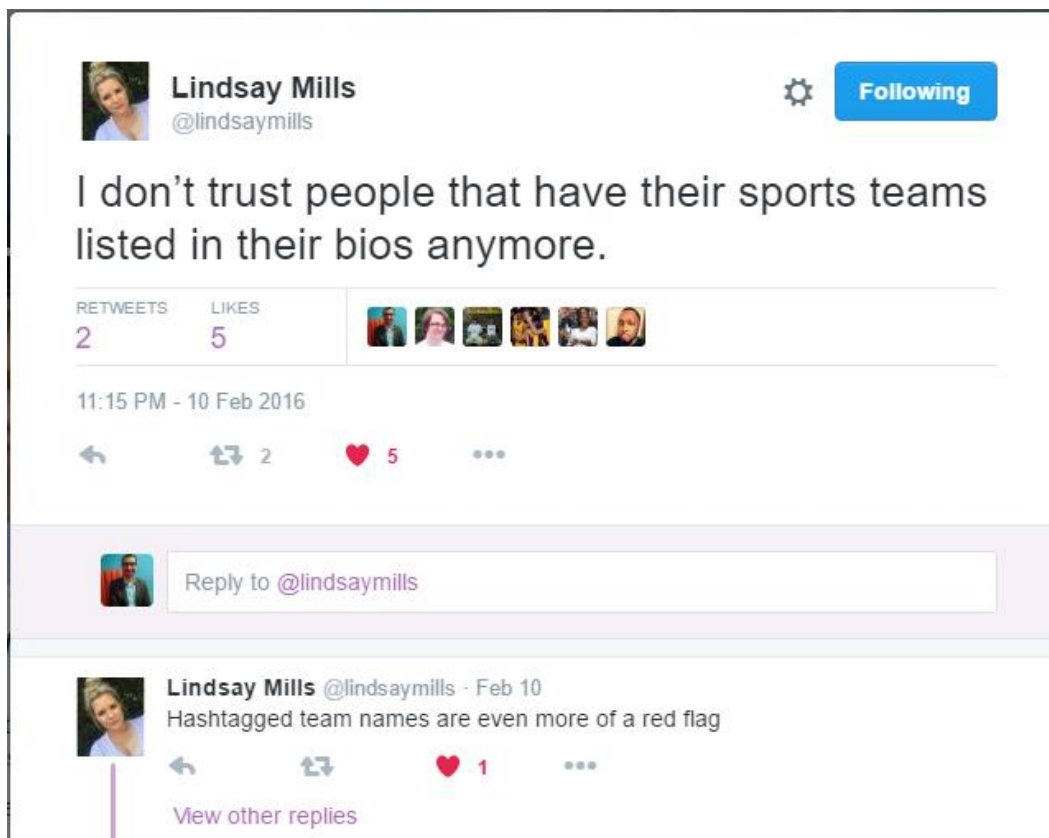 Lindsay Mills
@lindsaymills
Following
I don’t trust people that have their sports teams
listed in their bios anymore.
RETWEETS LIKES
2 5
11:15 PM - 10 Feb 2016
2 5
Reply to @lindsaymills
Lindsay Mills @lindsaymills · Feb 10
Hashtagged team names are even more of a red flag
1
View other replies